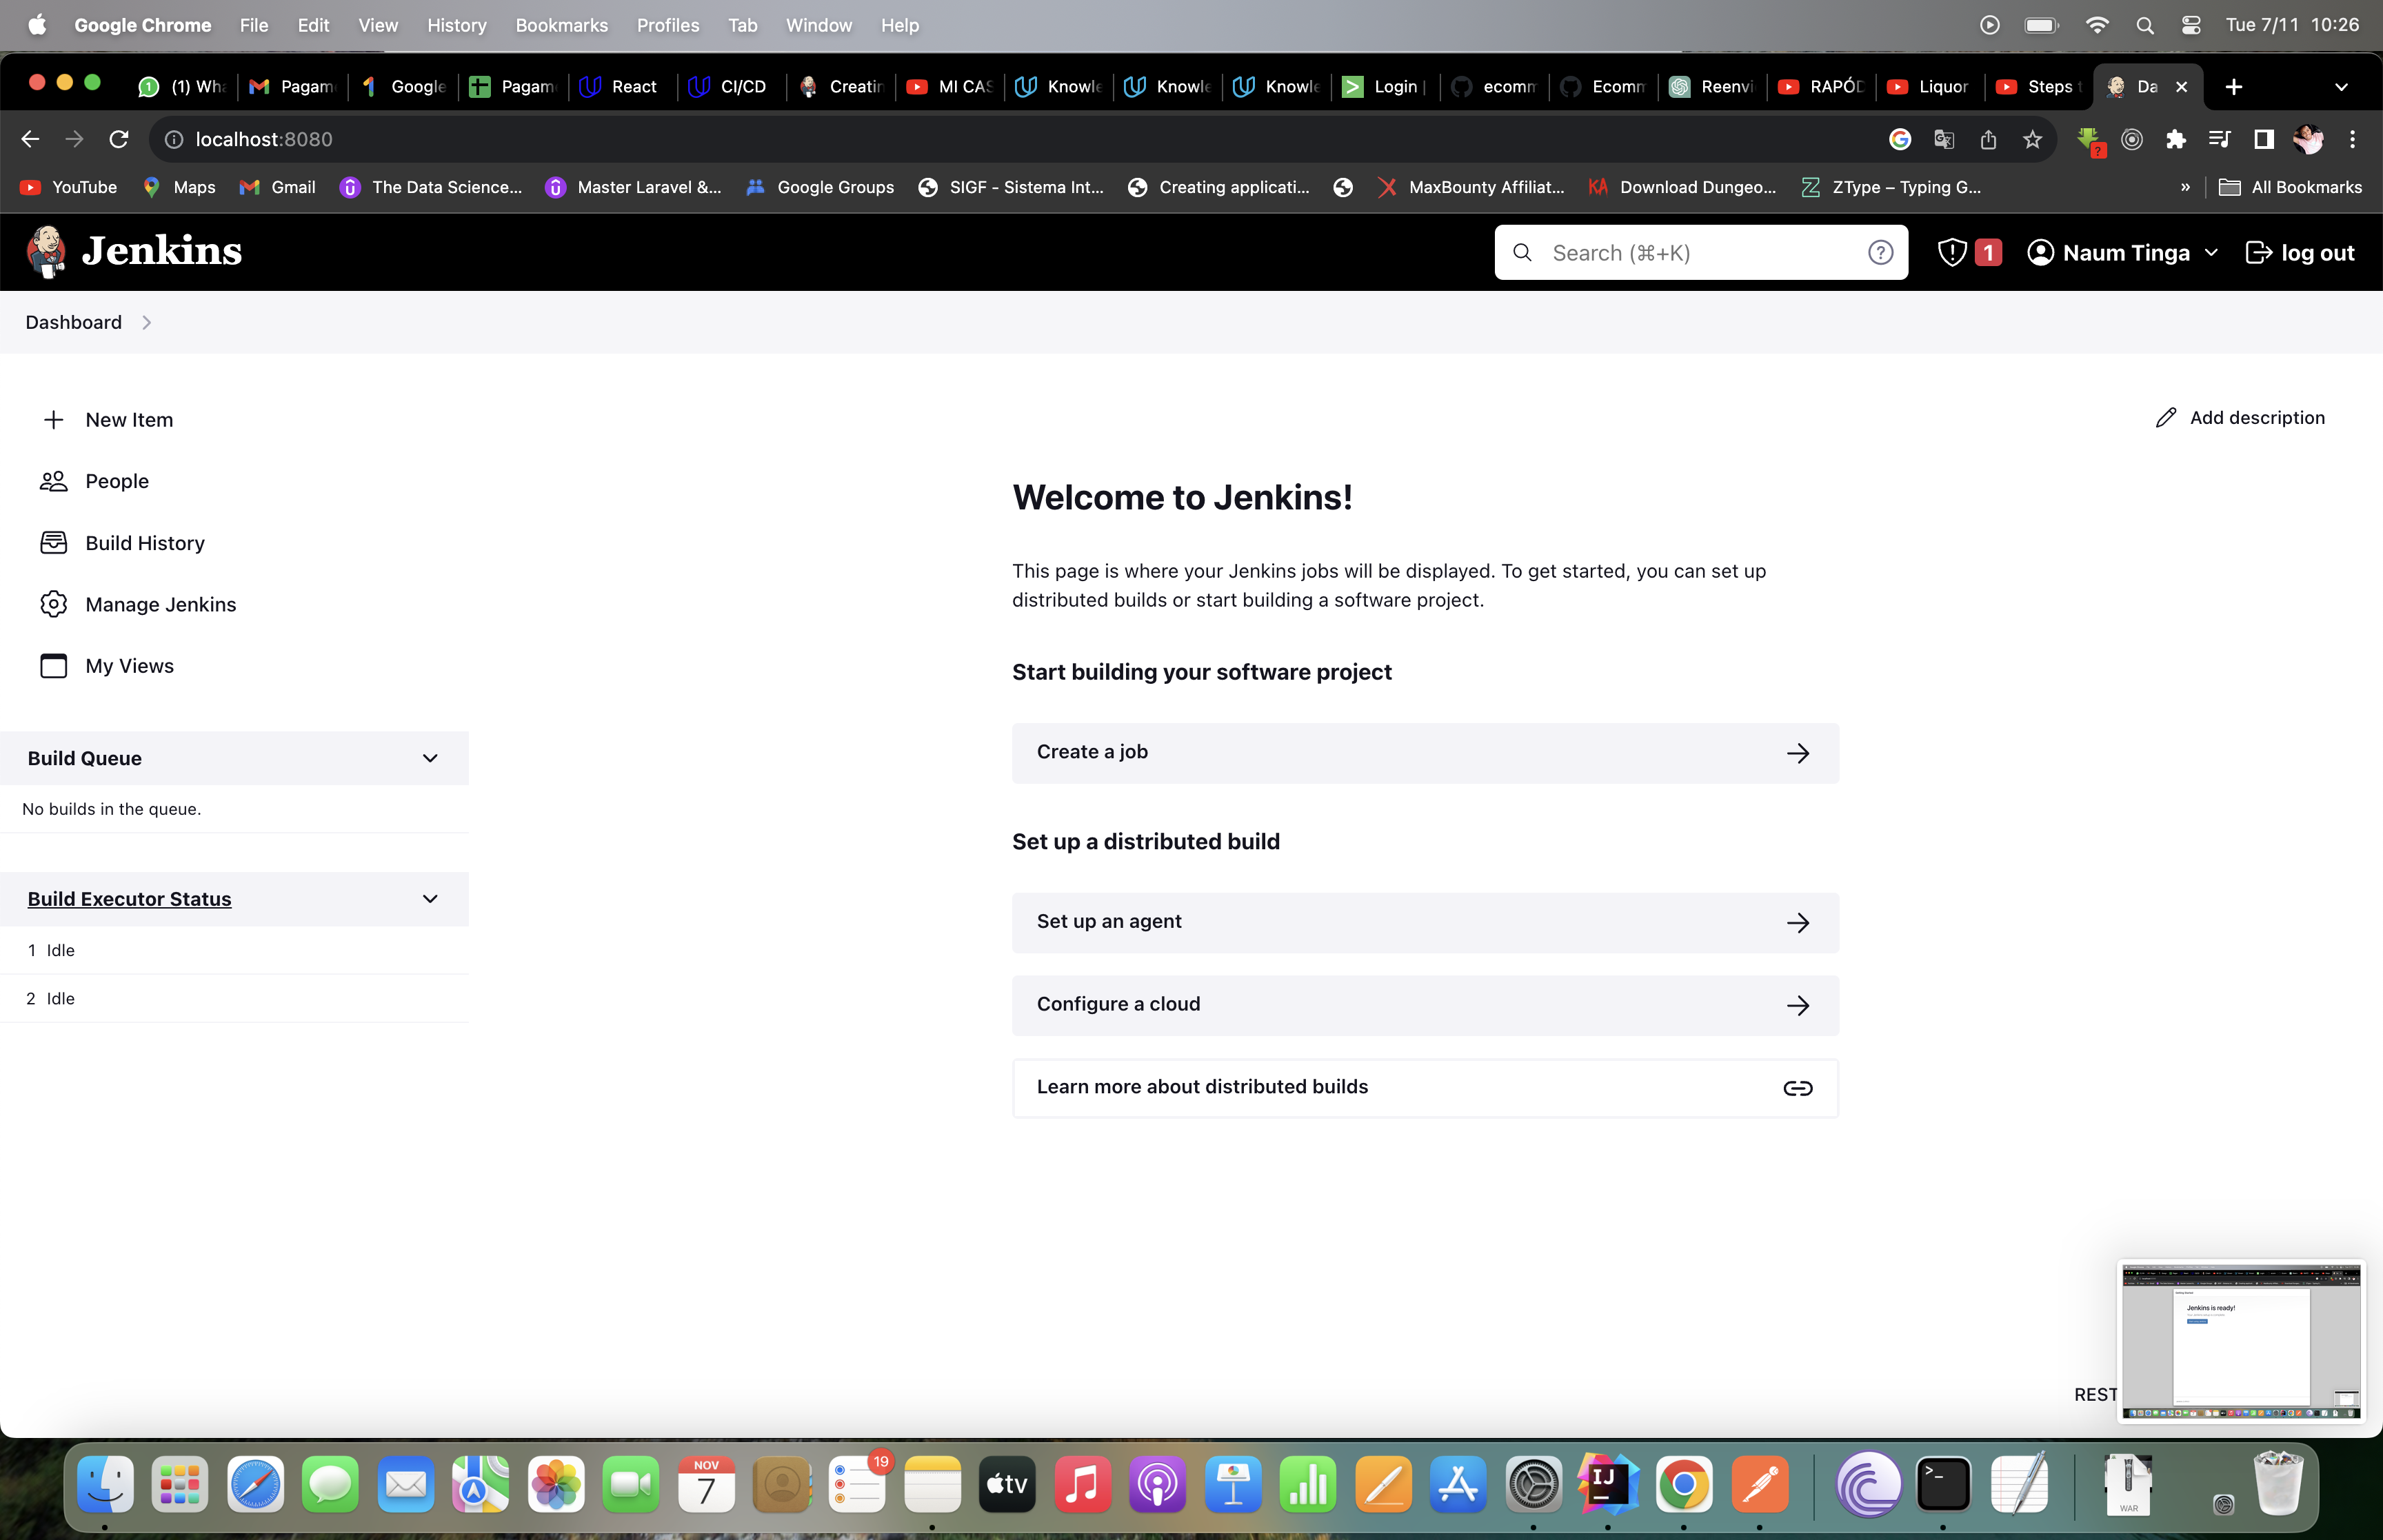 Google Chrome File Edit View History Bookmarks Profiles Tab Window Help Tue 7/11 10:26
(1) Wha Pagam Google Pagam React CI/CD Creatin MI CAS Knowle Knowle Knowle Login ecomm Ecomm Reenvi RAPÓD Liquor Steps t Da
localhost:8080
YouTube Maps Gmail The Data Science... Master Laravel &... Google Groups SIGF - Sistema Int... Creating applicati... MaxBounty Affiliat... Download Dungeo... ZType – Typing G... » All Bookmarks
Jenkins Search (⌘+K) 1 Naum Tinga log out
Dashboard
New Item
Add description
People
Build History
Manage Jenkins
My Views
Welcome to Jenkins!
This page is where your Jenkins jobs will be displayed. To get started, you can set up
distributed builds or start building a software project.
Start building your software project
Create a job
Set up a distributed build
Set up an agent
Configure a cloud
Learn more about distributed builds
Build Queue
No builds in the queue.
Build Executor Status
1 Idle
2 Idle
Jenkins is ready!
REST
NOV
7
19
tv
IJ
WAR